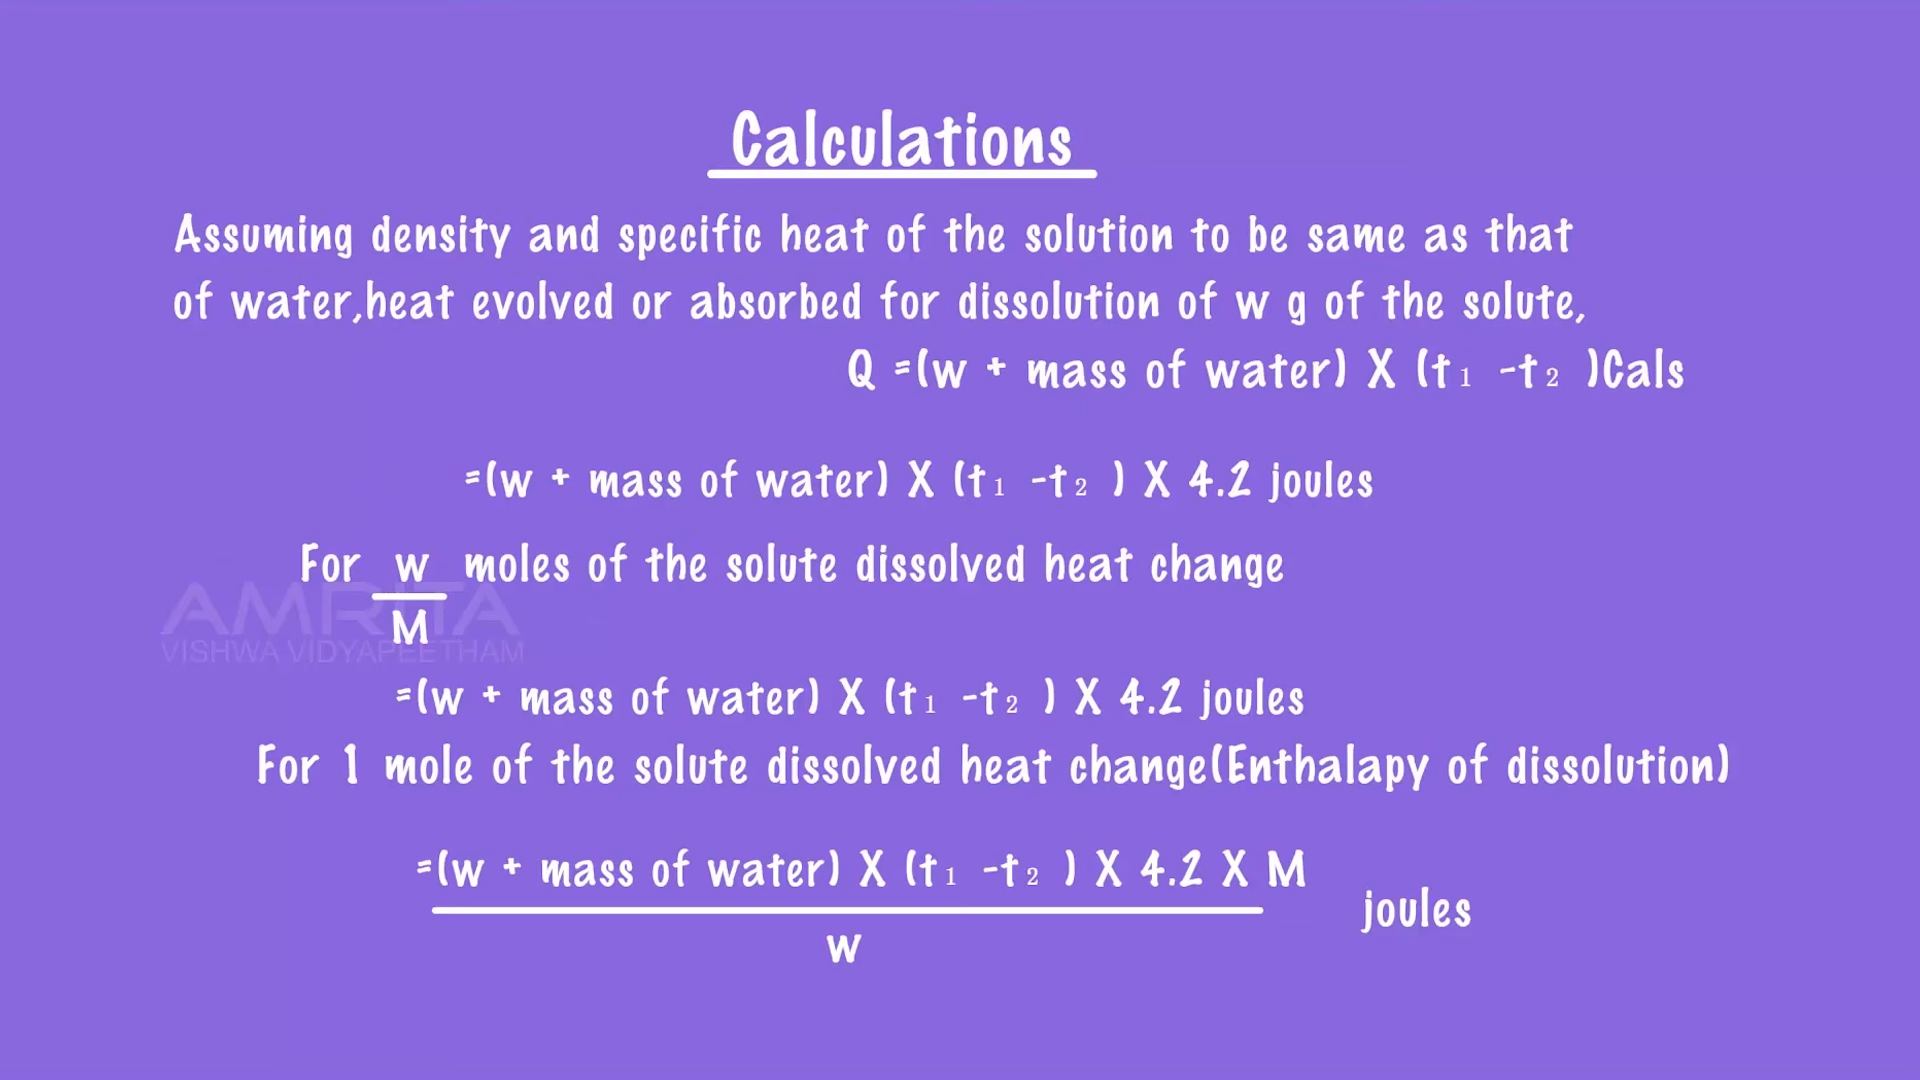 Calculations
Assuming density and specific heat of the solution to be same as that
of water,heat evolved or absorbed for dissolution of w g of the solute,
Q =(w + mass of water) X (t₁ -t₂ )Cals
=(w + mass of water) X (t₁ -t₂ ) X 4.2 joules
For w moles of the solute dissolved heat change
M
AMRITA
VISHWA VIDYAPEETHAM
=(w + mass of water) X (t₁ -t₂ ) X 4.2 joules
For 1 mole of the solute dissolved heat change(Enthalapy of dissolution)
=(w + mass of water) X (t₁ -t₂ ) X 4.2 X M
joules
w